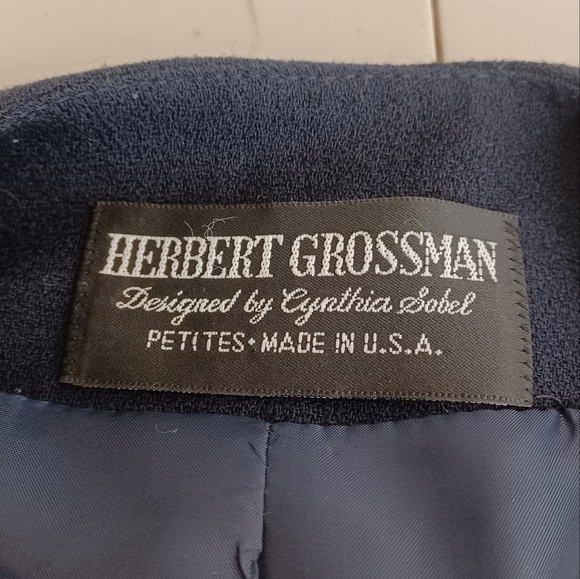 HERBERT GROSSMAN
Designed by Cynthia Sobel
PETITES • MADE IN U.S.A.